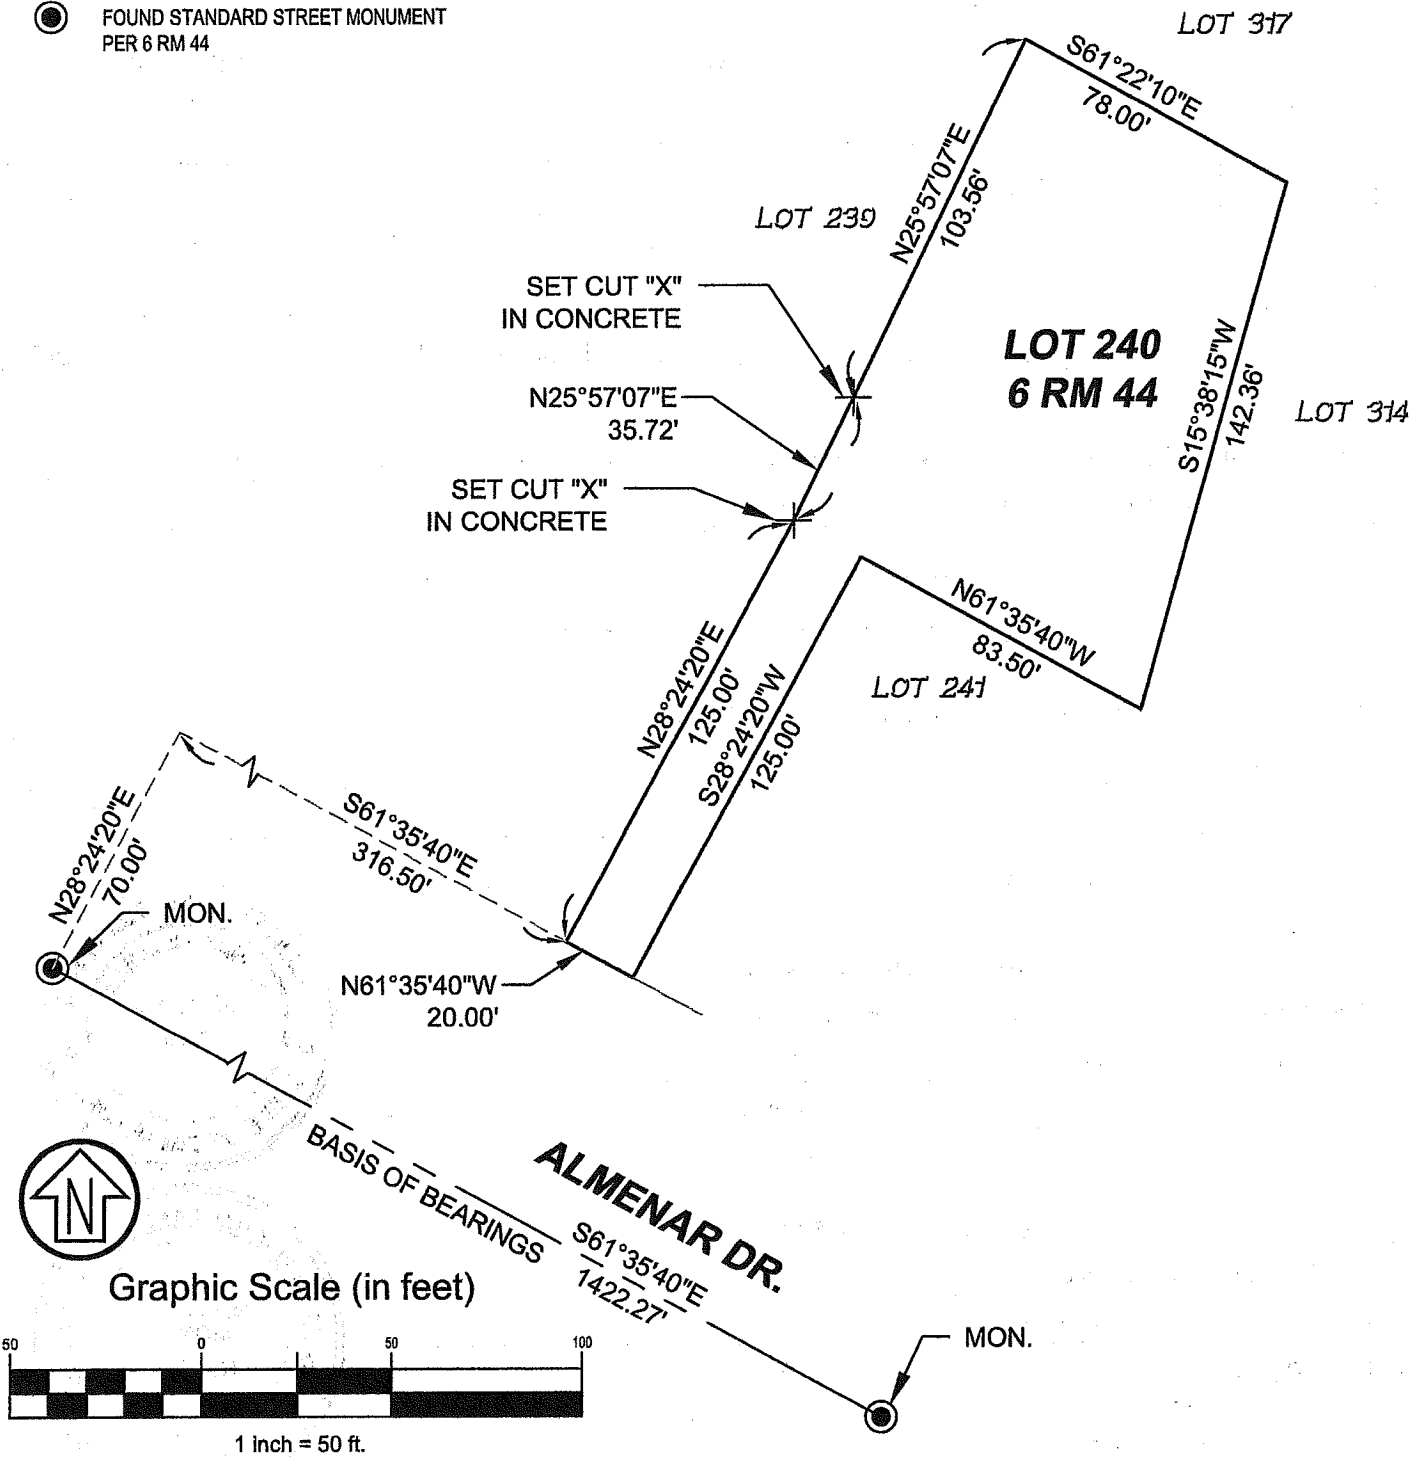 FOUND STANDARD STREET MONUMENT
PER 6 RM 44
LOT 317
S61°22'10"E
78.00'
N25°57'07"E
103.56'
LOT 239
SET CUT "X"
IN CONCRETE
LOT 240
6 RM 44
N25°57'07"E
35.72'
S15°38'15"W
142.36'
LOT 314
SET CUT "X"
IN CONCRETE
N61°35'40"W
83.50'
LOT 241
N28°24'20"E
125.00'
S28°24'20"W
125.00'
N28°24'20"E
70.00'
S61°35'40"E
316.50'
MON.
N61°35'40"W
20.00'
BASIS OF BEARINGS
ALMENAR DR.
S61°35'40"E
1422.27'
N
Graphic Scale (in feet)
50 0 50 100
1 inch = 50 ft.
MON.